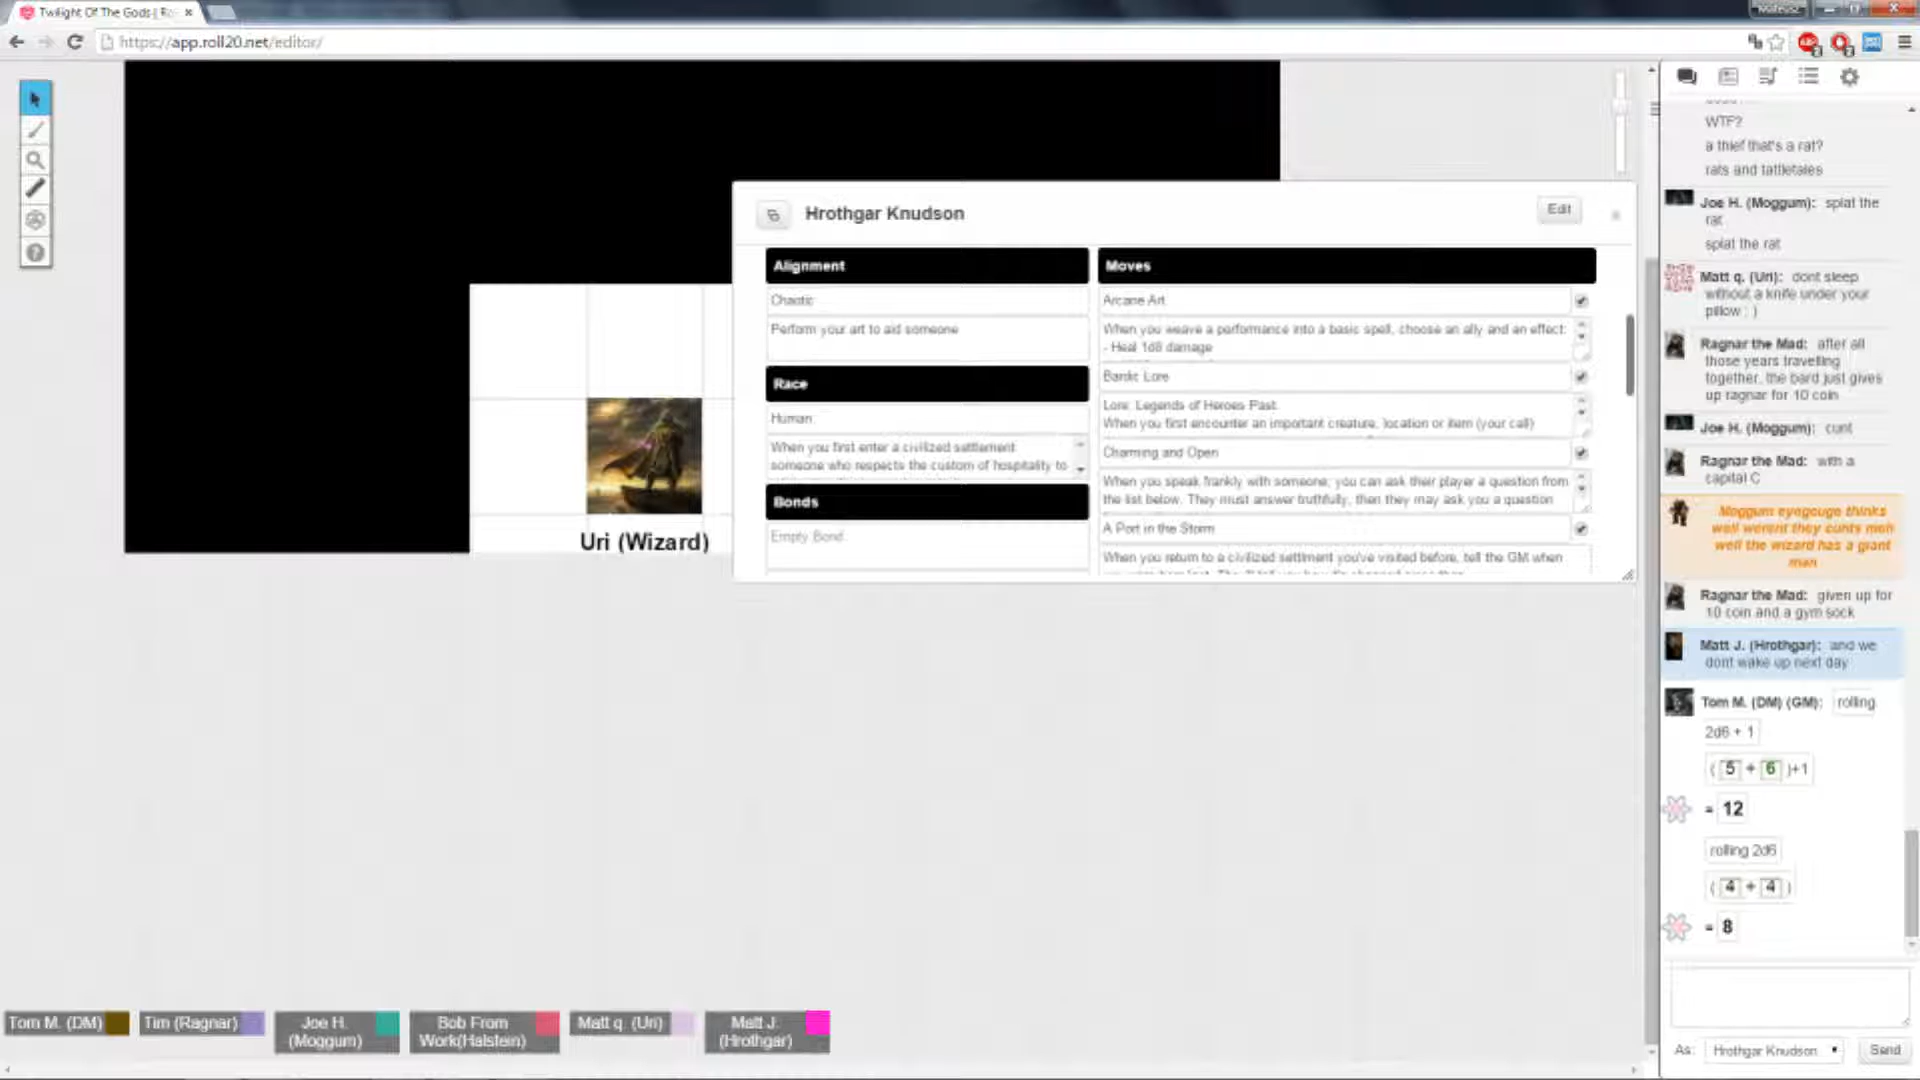 Twilight Of The Gods | Ro
Mateusz
https://app.roll20.net/editor/
Hrothgar Knudson
Edit
Alignment
Chaotic
Perform your art to aid someone
Race
Human
When you first enter a civilized settlement
someone who respects the custom of hospitality to
Bonds
Empty Bond
Moves
Arcane Art
When you weave a performance into a basic spell, choose an ally and an effect:
- Heal 1d8 damage
Bardic Lore
Lore: Legends of Heroes Past
When you first encounter an important creature, location or item (your call)
Charming and Open
When you speak frankly with someone, you can ask their player a question from
the list below. They must answer truthfully, then they may ask you a question
A Port in the Storm
When you return to a civilized settlment you've visited before, tell the GM when
Uri (Wizard)
WTF?
a thief that's a rat?
rats and tattletales
Joe H. (Moggum): splat the
rat
splat the rat
Matt q. (Uri): dont sleep
without a knife under your
pillow : )
Ragnar the Mad: after all
those years travelling
together, the bard just gives
up ragnar for 10 coin
Joe H. (Moggum): cunt
Ragnar the Mad: with a
capital C
Moggum eyegouge thinks
well werent they cunts meh
well the wizard has a giant
man
Ragnar the Mad: given up for
10 coin and a gym sock
Matt J. (Hrothgar): and we
dont wake up next day
Tom M. (DM) (GM): rolling
2d6 + 1
( 5 + 6 )+1
= 12
rolling 2d6
( 4 + 4 )
= 8
Tom M. (DM)
Tim (Ragnar)
Joe H.
(Moggum)
Bob From
Work(Halstein)
Matt q. (Uri)
Matt J.
(Hrothgar)
As:
Hrothgar Knudson
Send